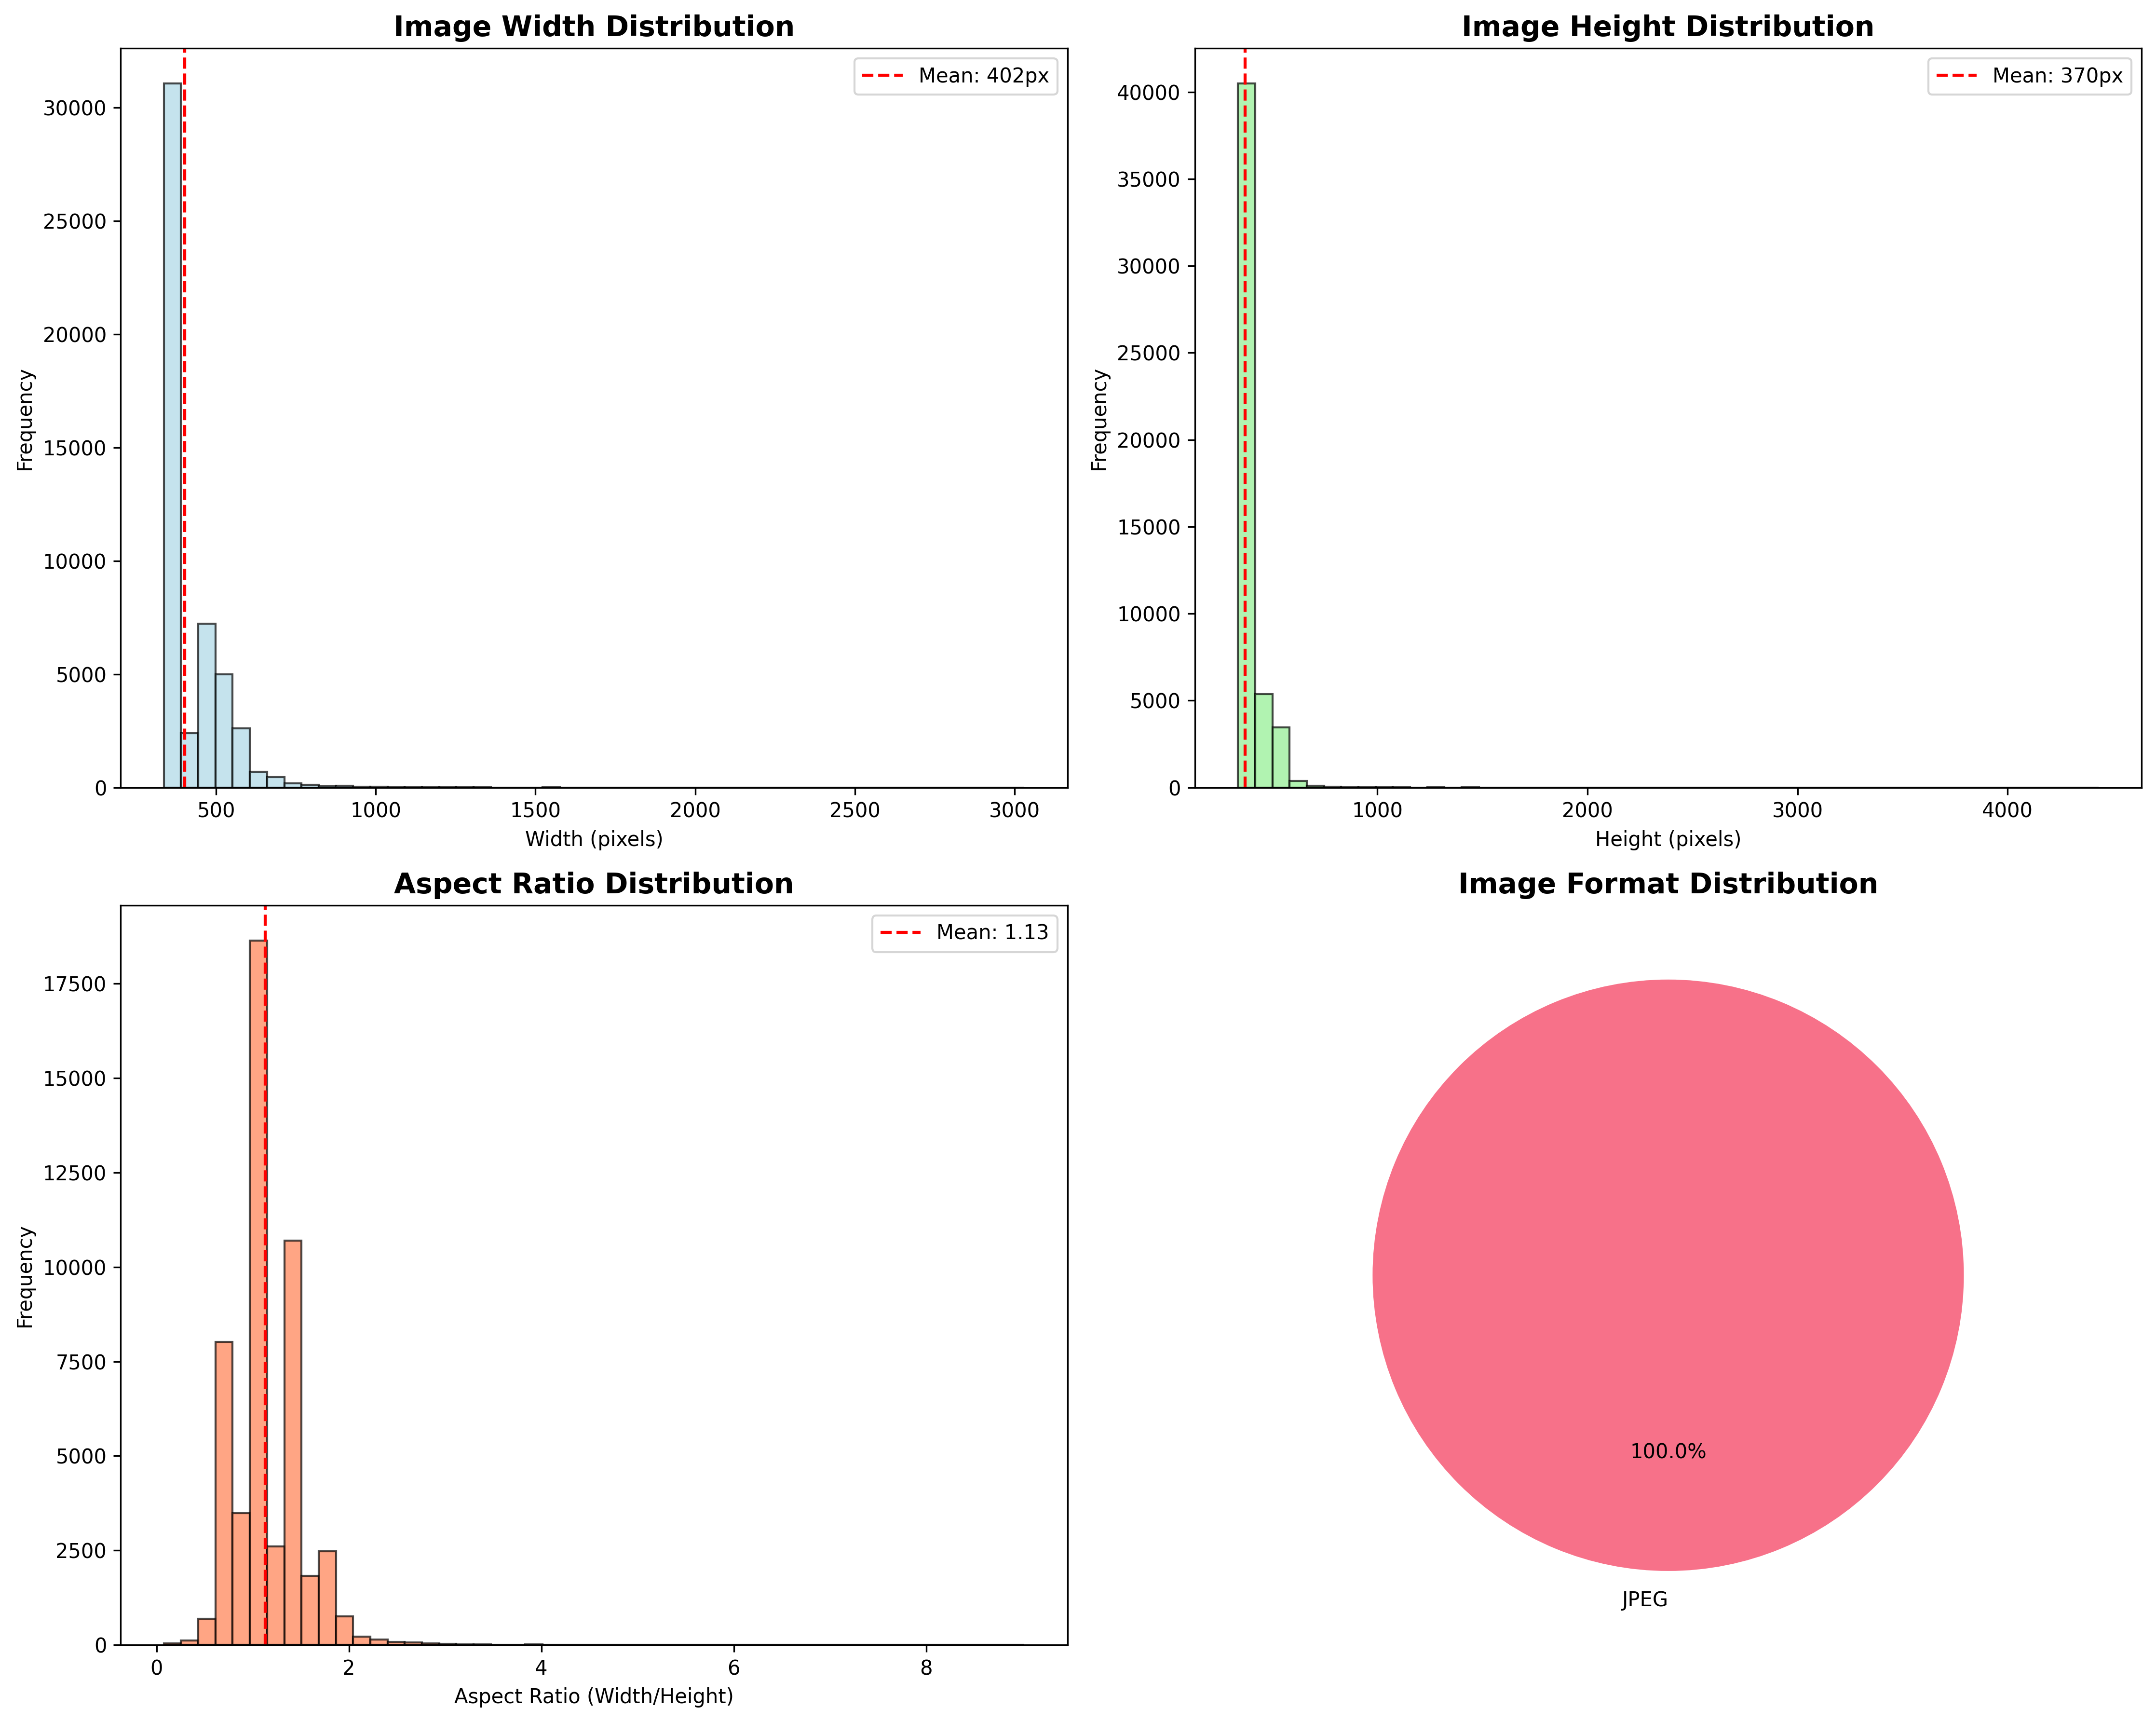 Image Width Distribution
Mean: 402px
30000
25000
20000
15000
10000
5000
0
Frequency
500 1000 1500 2000 2500 3000
Width (pixels)
Image Height Distribution
Mean: 370px
40000
35000
30000
25000
20000
15000
10000
5000
0
Frequency
1000 2000 3000 4000
Height (pixels)
Aspect Ratio Distribution
Mean: 1.13
17500
15000
12500
10000
7500
5000
2500
0
Frequency
0 2 4 6 8
Aspect Ratio (Width/Height)
Image Format Distribution
100.0%
JPEG